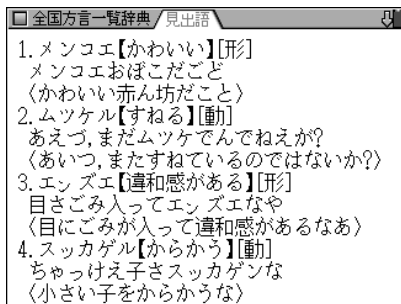 全国方言一覧辞典 見出語
1.メンコエ【かわいい】[形]
メンコエおぼこだごど
〈かわいい赤ん坊だこと〉
2.ムツケル【すねる】[動]
あえづ,まだムツケでんでねえが?
〈あいつ,またすねているのではないか?〉
3.エンズエ【違和感がある】[形]
目さごみ入ってエンズエなや
〈目にごみが入って違和感があるなあ〉
4.スッカゲル【からかう】[動]
ちゃっけえ子さスッカゲンな
〈小さい子をからかうな〉